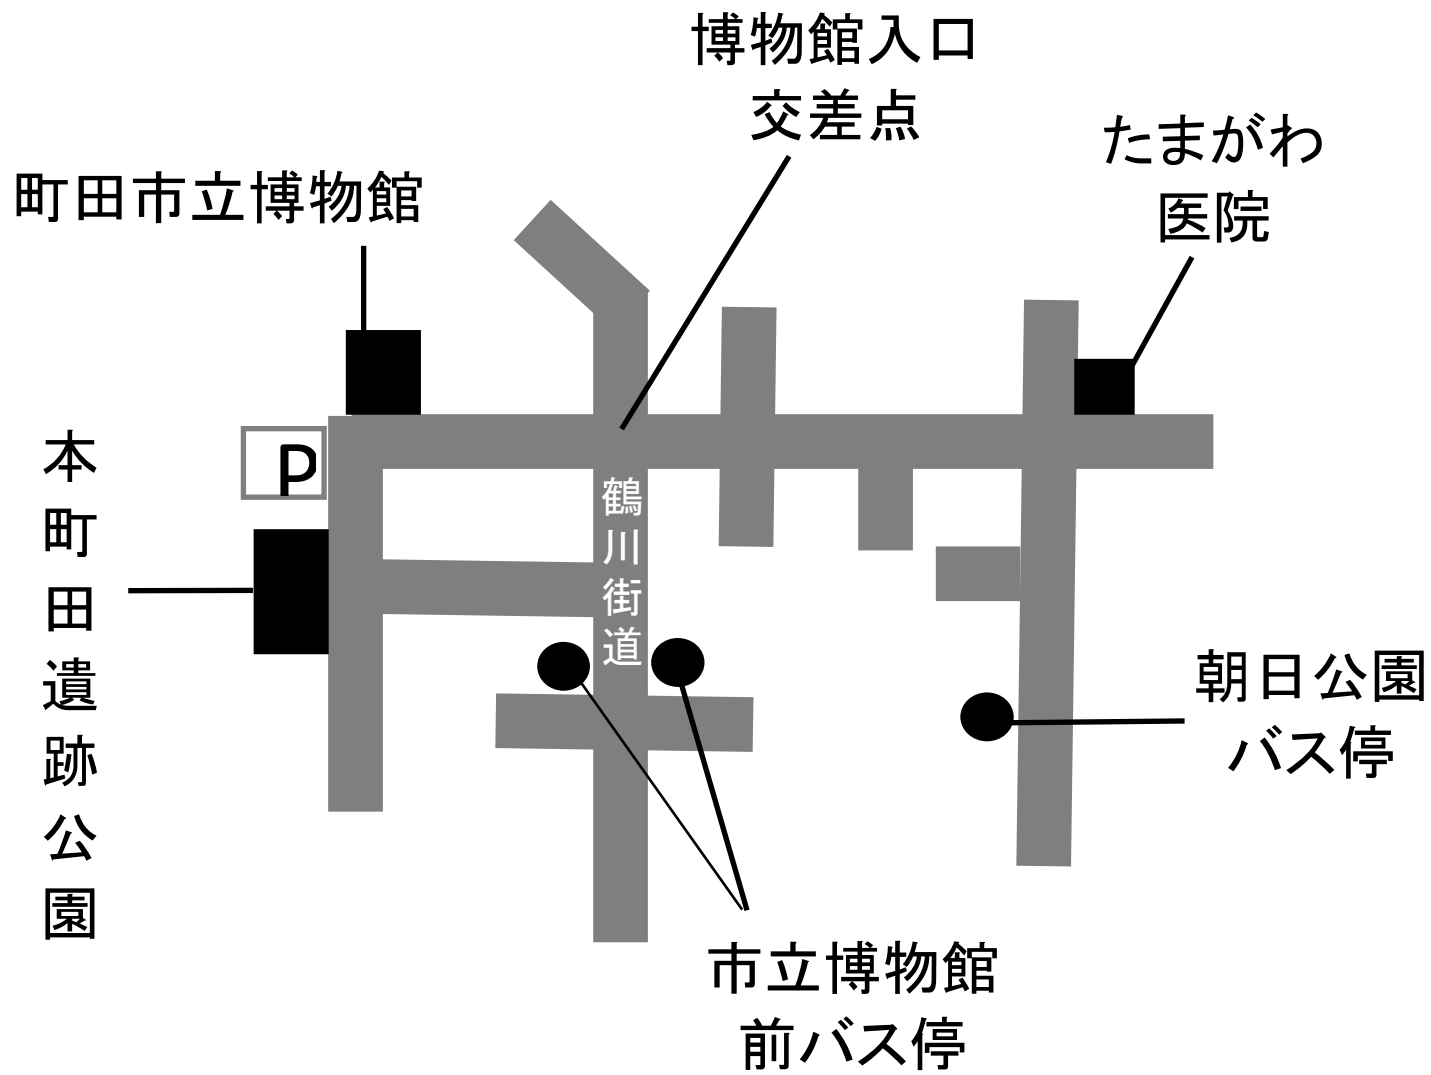 博物館入口
交差点
たまがわ
医院
町田市立博物館
P
本町田遺跡公園
鶴川街道
朝日公園
バス停
市立博物館
前バス停